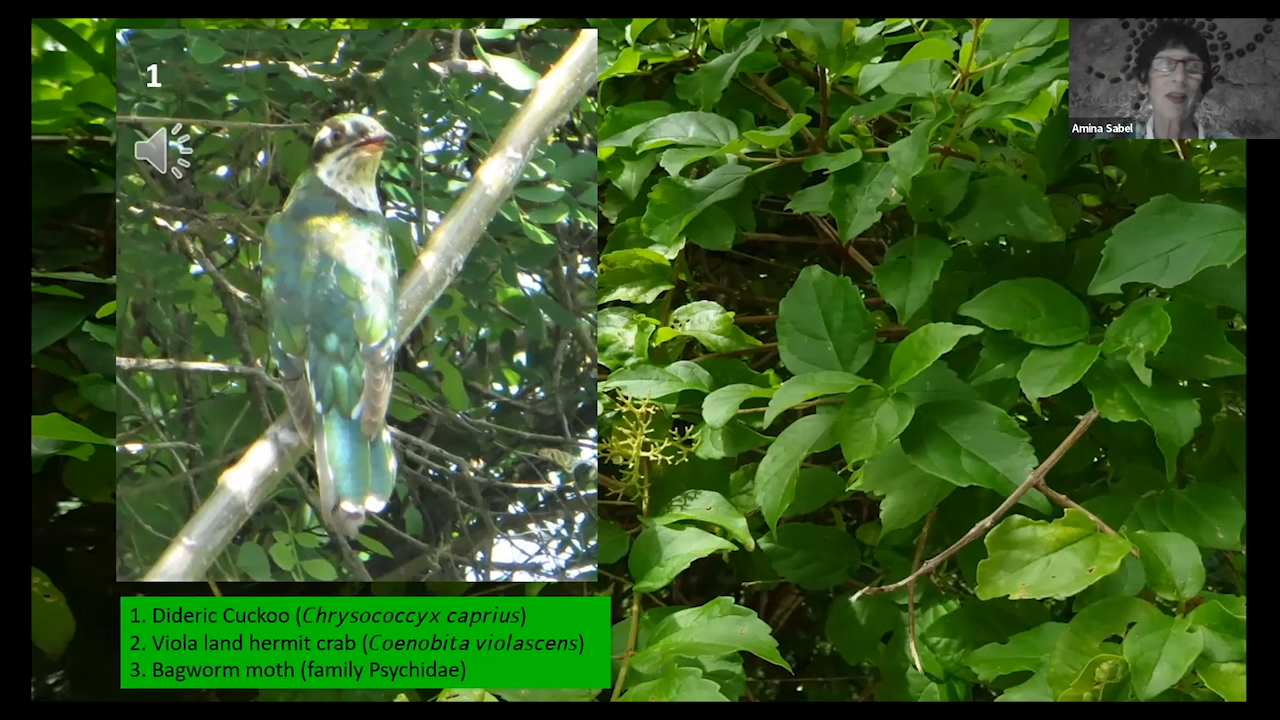 1
Amina Sabel
1. Dideric Cuckoo (Chrysococcyx caprius)
2. Viola land hermit crab (Coenobita violascens)
3. Bagworm moth (family Psychidae)